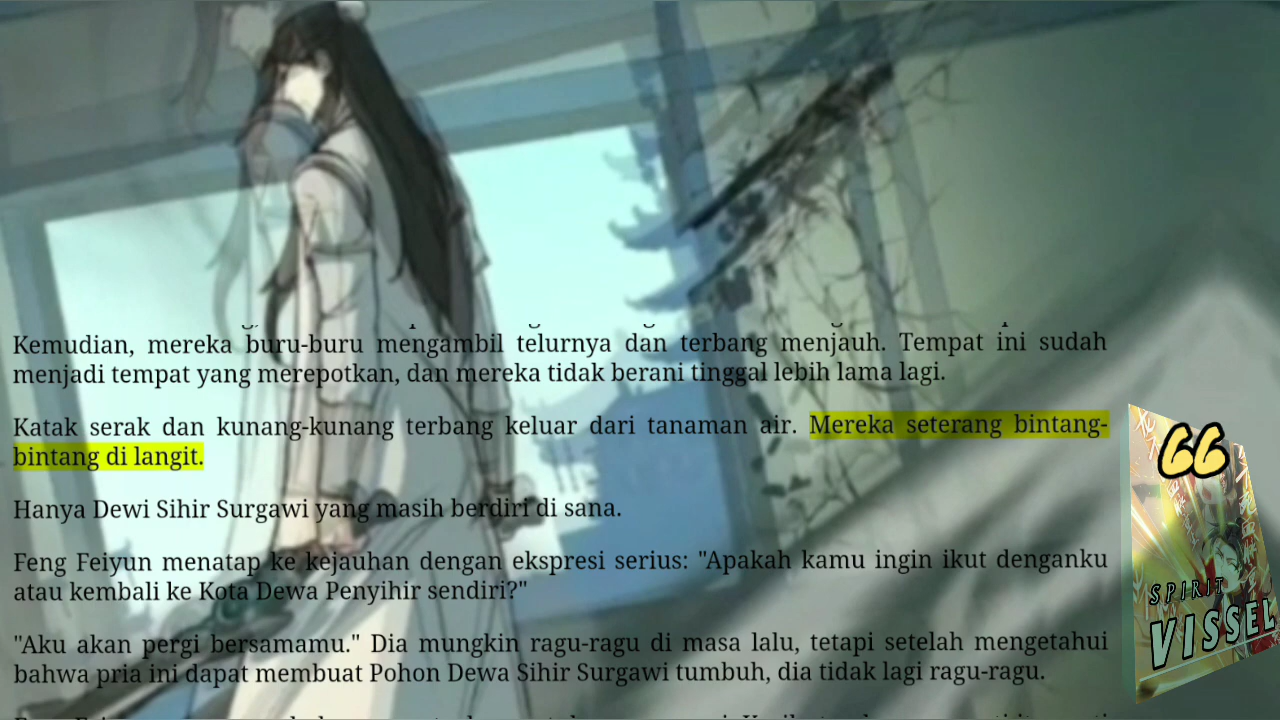 Kemudian, mereka buru-buru mengambil telurnya dan terbang menjauh. Tempat ini sudah
menjadi tempat yang merepotkan, dan mereka tidak berani tinggal lebih lama lagi.
Katak serak dan kunang-kunang terbang keluar dari tanaman air. Mereka seterang bintang-
bintang di langit.
Hanya Dewi Sihir Surgawi yang masih berdiri di sana.
Feng Feiyun menatap ke kejauhan dengan ekspresi serius: "Apakah kamu ingin ikut denganku
atau kembali ke Kota Dewa Penyihir sendiri?"
"Aku akan pergi bersamamu." Dia mungkin ragu-ragu di masa lalu, tetapi setelah mengetahui
bahwa pria ini dapat membuat Pohon Dewa Sihir Surgawi tumbuh, dia tidak lagi ragu-ragu.
66
SPIRIT
VISSEL